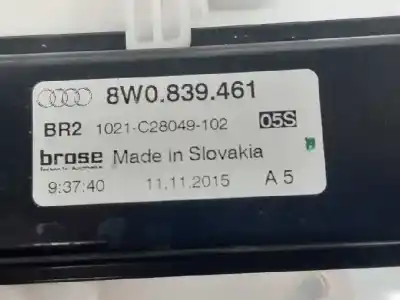 8W0.839.461
BR2 1021-C28049-102 05S
brose Made in Slovakia
9:37:40 11.11.2015 A 5